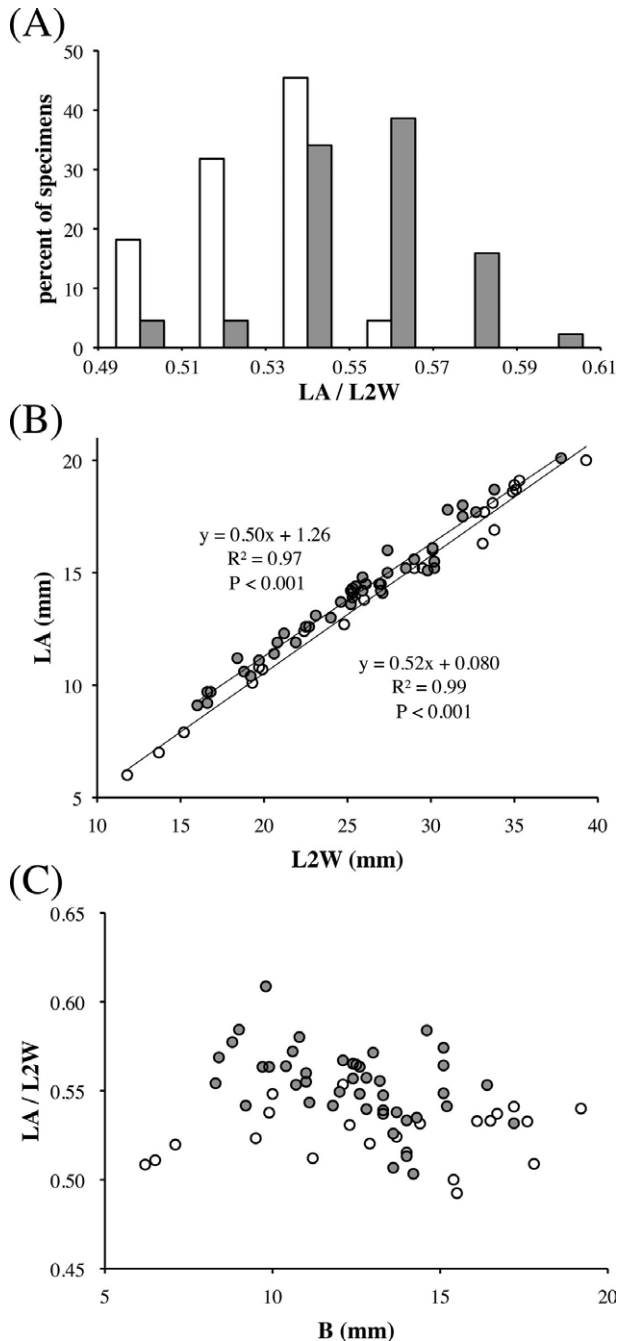 (A)
percent of specimens
50
40
30
20
10
0
0.49 0.51 0.53 0.55 0.57 0.59 0.61
LA / L2W
(B)
LA (mm)
20
15
10
5
y = 0.50x + 1.26
R² = 0.97
P < 0.001
y = 0.52x + 0.080
R² = 0.99
P < 0.001
10 15 20 25 30 35 40
L2W (mm)
(C)
LA / L2W
0.65
0.60
0.55
0.50
0.45
5 10 15 20
B (mm)